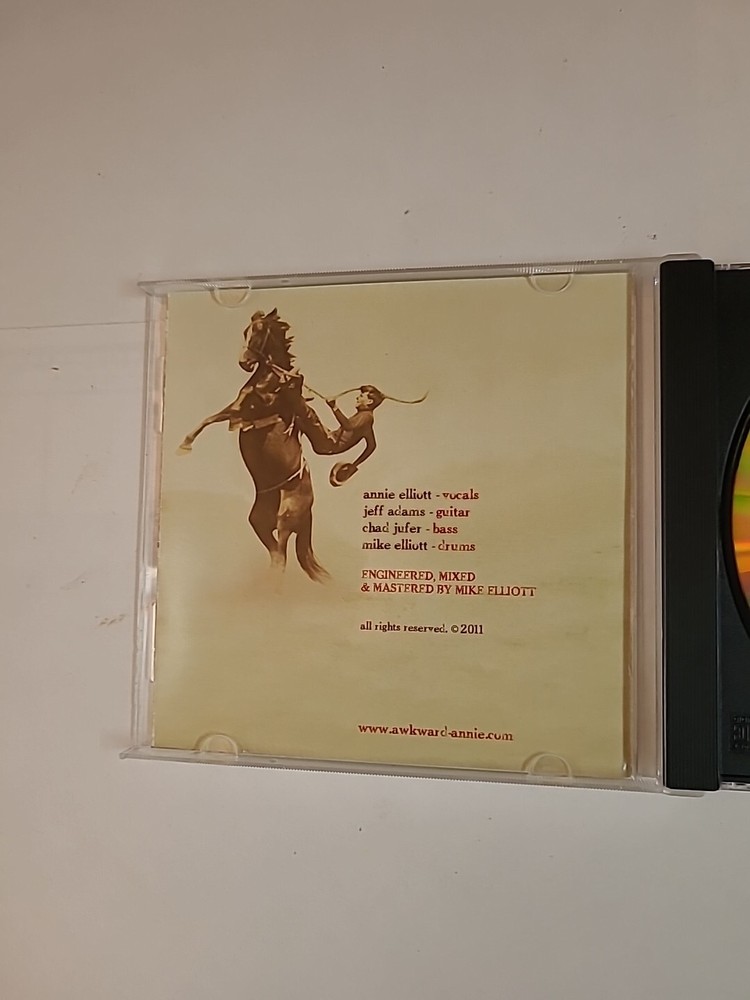 annie elliott - vocals
jeff adams - guitar
chad jufer - bass
mike elliott - drums
ENGINEERED, MIXED
& MASTERED BY MIKE ELLIOTT
all rights reserved. © 2011
www.awkward-annie.com